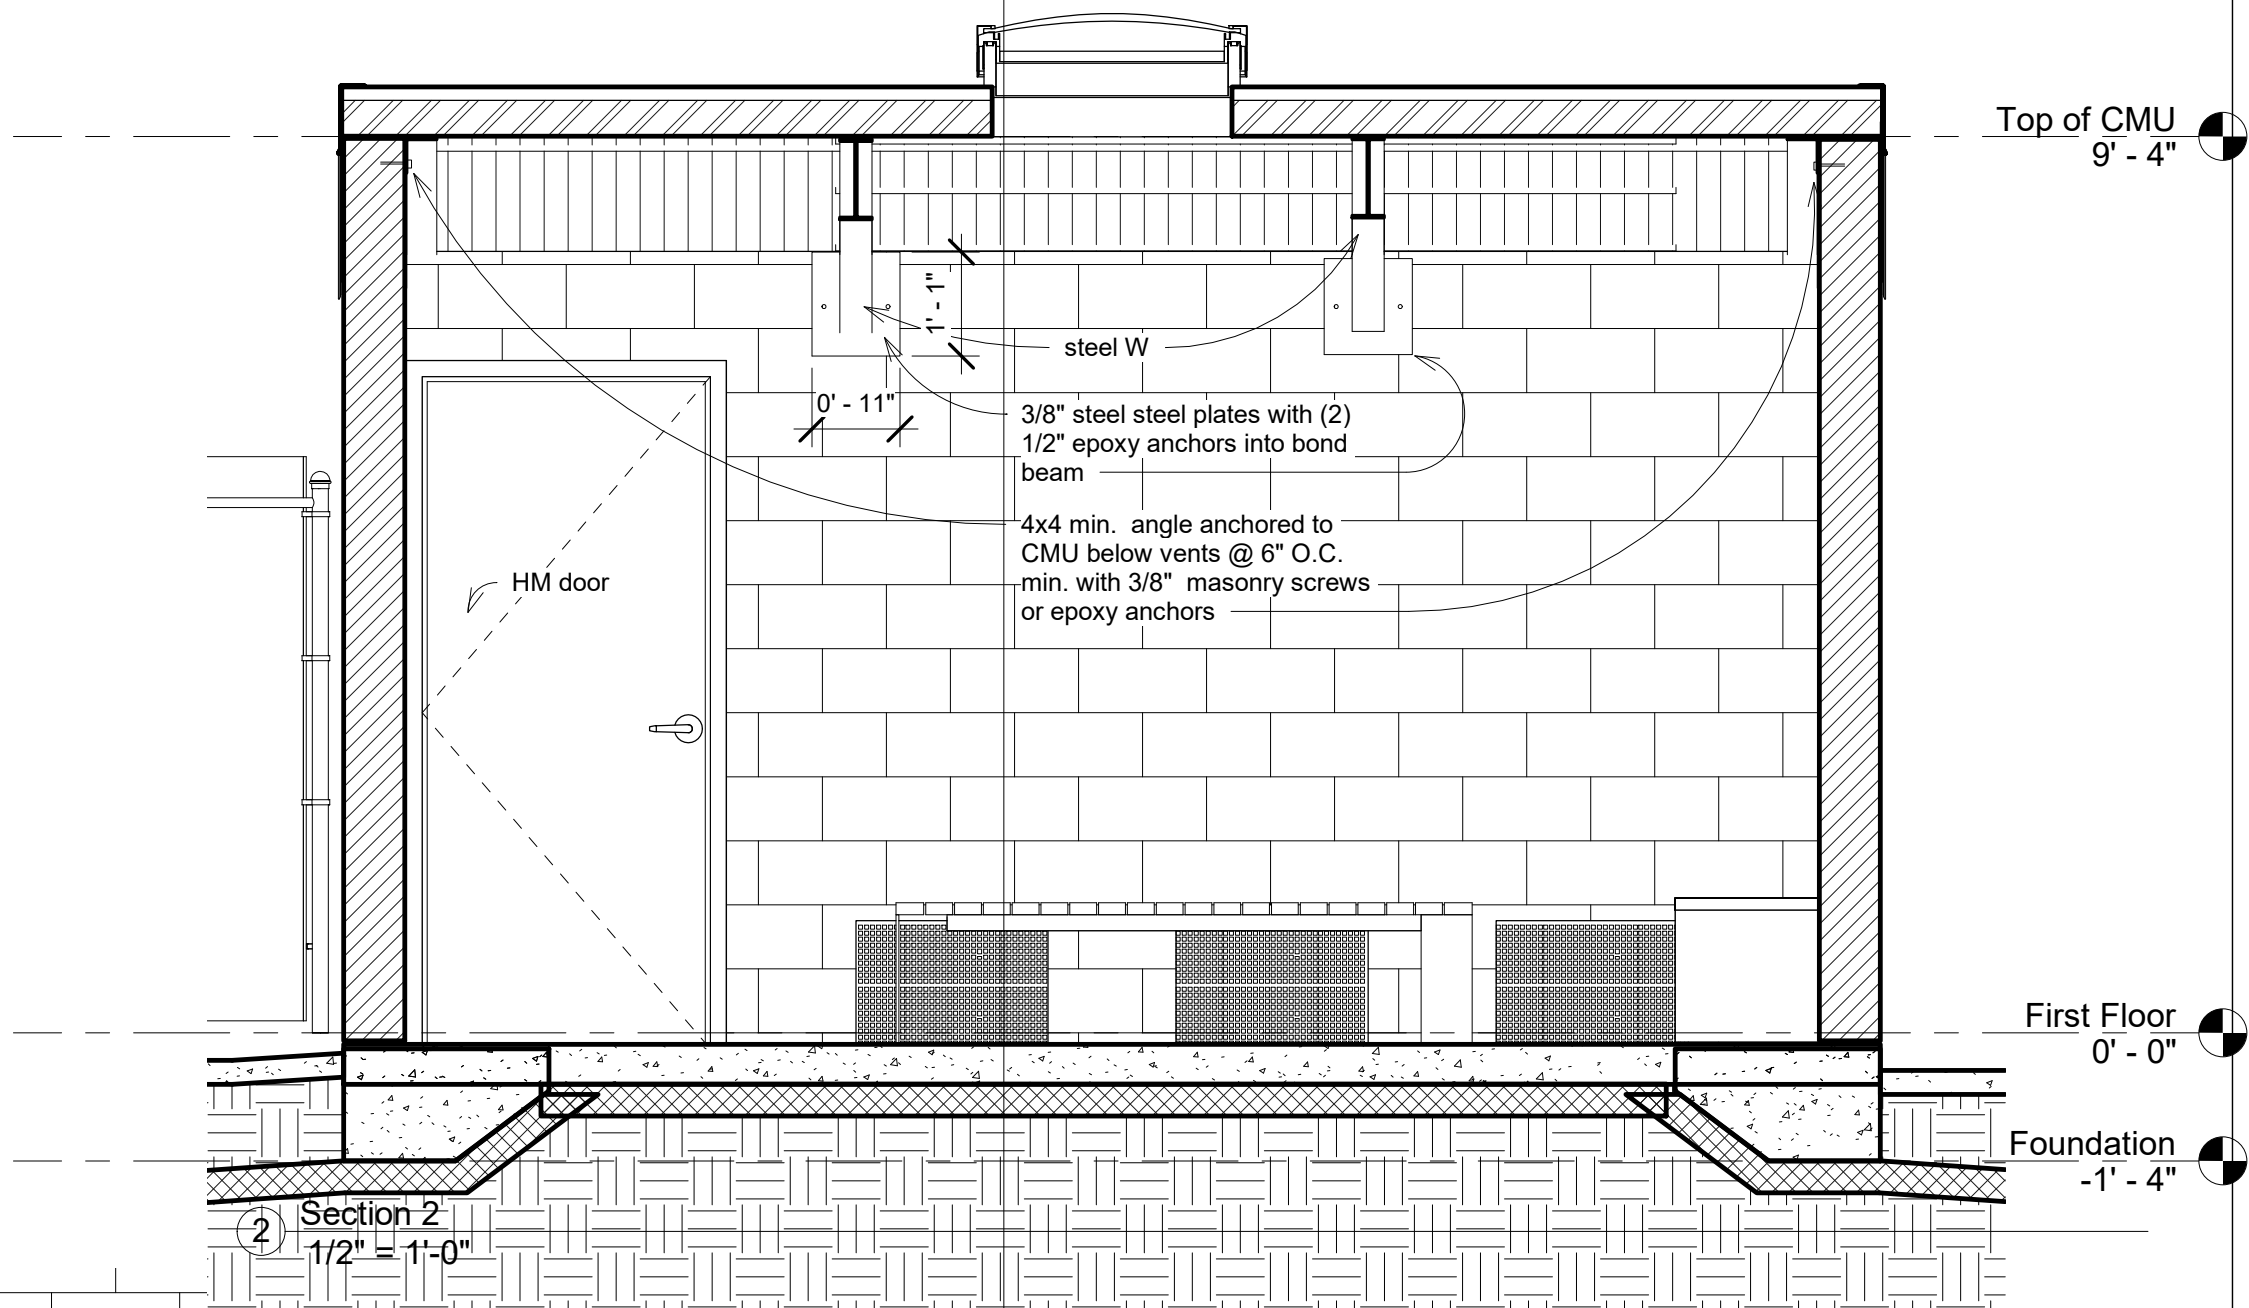 Top of CMU
9' - 4"
1' - 1"
steel W
0' - 11"
3/8" steel steel plates with (2)
1/2" epoxy anchors into bond
beam
4x4 min.  angle anchored to
CMU below vents @ 6" O.C.
min. with 3/8"  masonry screws
or epoxy anchors
HM door
First Floor
0' - 0"
Foundation
-1' - 4"
2
Section 2
1/2" = 1'-0"